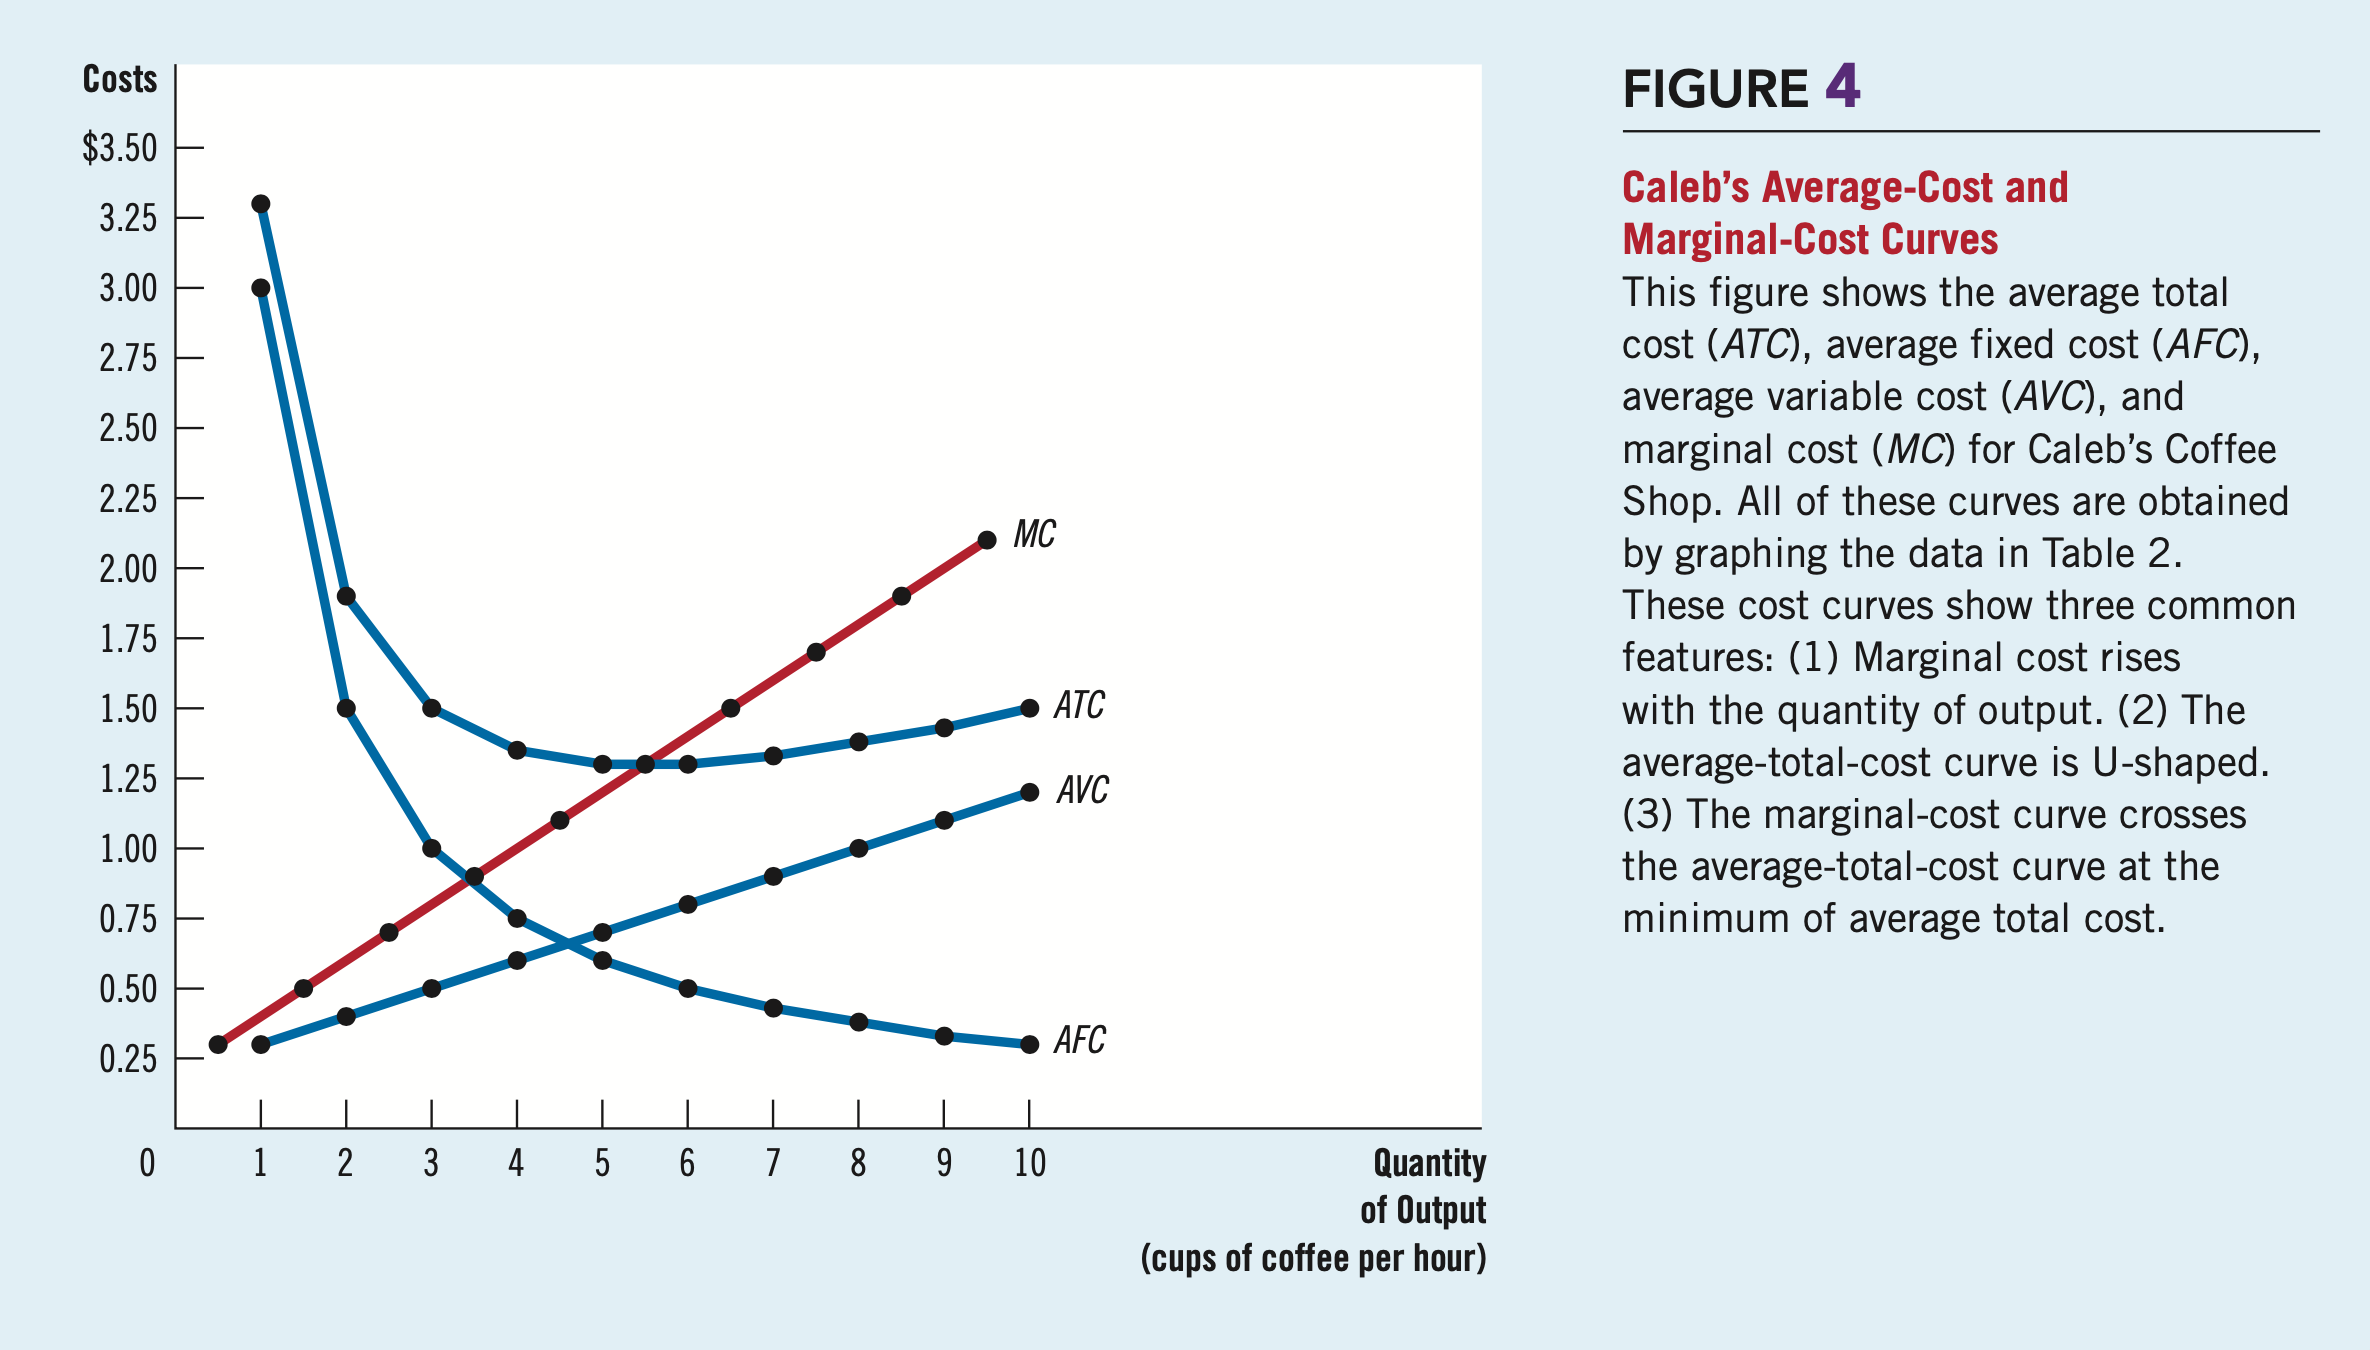 Costs
$3.50
3.25
3.00
2.75
2.50
2.25
2.00
1.75
1.50
1.25
1.00
0.75
0.50
0.25
MC
ATC
AVC
AFC
0 1 2 3 4 5 6 7 8 9 10
Quantity
of Output
(cups of coffee per hour)
FIGURE 4
Caleb’s Average-Cost and
Marginal-Cost Curves
This figure shows the average total
cost (ATC), average fixed cost (AFC),
average variable cost (AVC), and
marginal cost (MC) for Caleb’s Coffee
Shop. All of these curves are obtained
by graphing the data in Table 2.
These cost curves show three common
features: (1) Marginal cost rises
with the quantity of output. (2) The
average-total-cost curve is U-shaped.
(3) The marginal-cost curve crosses
the average-total-cost curve at the
minimum of average total cost.